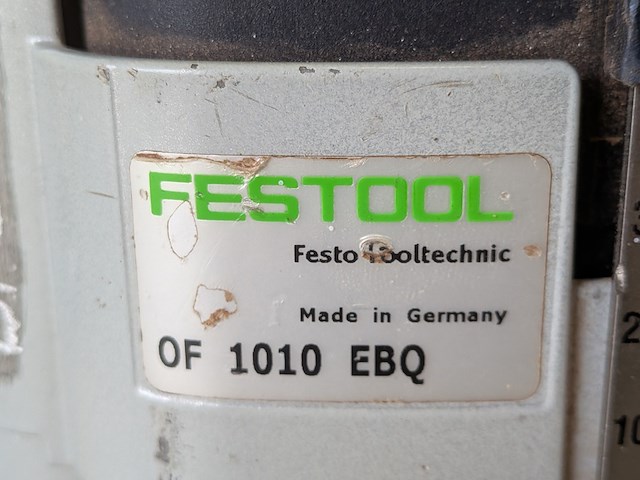 FESTOOL
Festo Tooltechnic
Made in Germany
OF 1010 EBQ